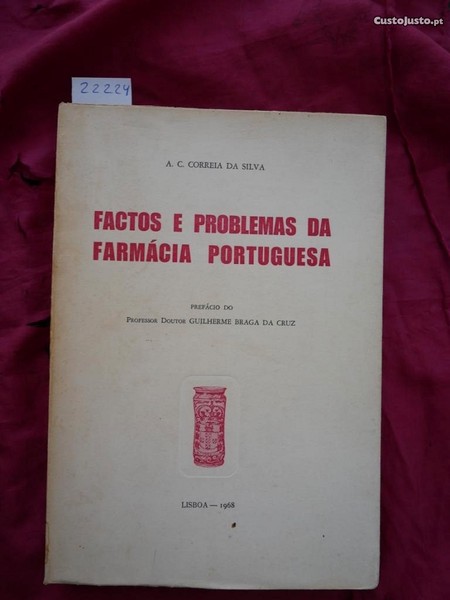 CustoJusto.pt
22224
A. C. CORREIA DA SILVA
FACTOS E PROBLEMAS DA
FARMÁCIA PORTUGUESA
PREFÁCIO DO
PROFESSOR DOUTOR GUILHERME BRAGA DA CRUZ
LISBOA — 1968